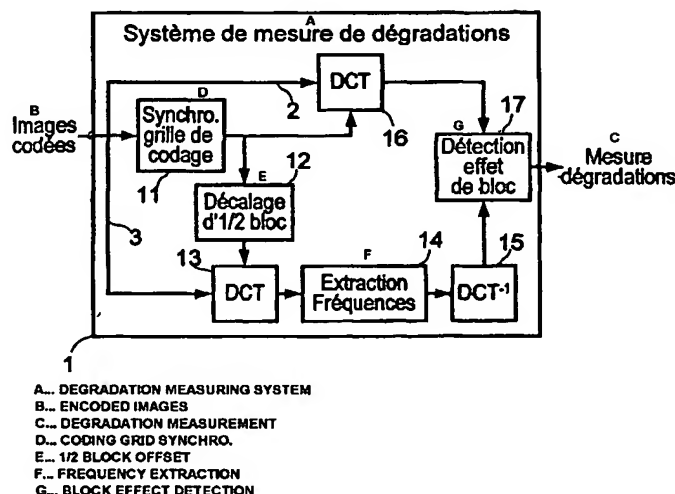 A
Système de mesure de dégradations
B
Images
codées
D
Synchro.
grille de
codage
11
2
DCT
16
17
G
Détection
effet
de bloc
C
Mesure
dégradations
12
E
Décalage
d'1/2 bloc
3
13
DCT
14
F
Extraction
Fréquences
15
DCT-1
1
A... DEGRADATION MEASURING SYSTEM
B... ENCODED IMAGES
C... DEGRADATION MEASUREMENT
D... CODING GRID SYNCHRO.
E... 1/2 BLOCK OFFSET
F... FREQUENCY EXTRACTION
G... BLOCK EFFECT DETECTION